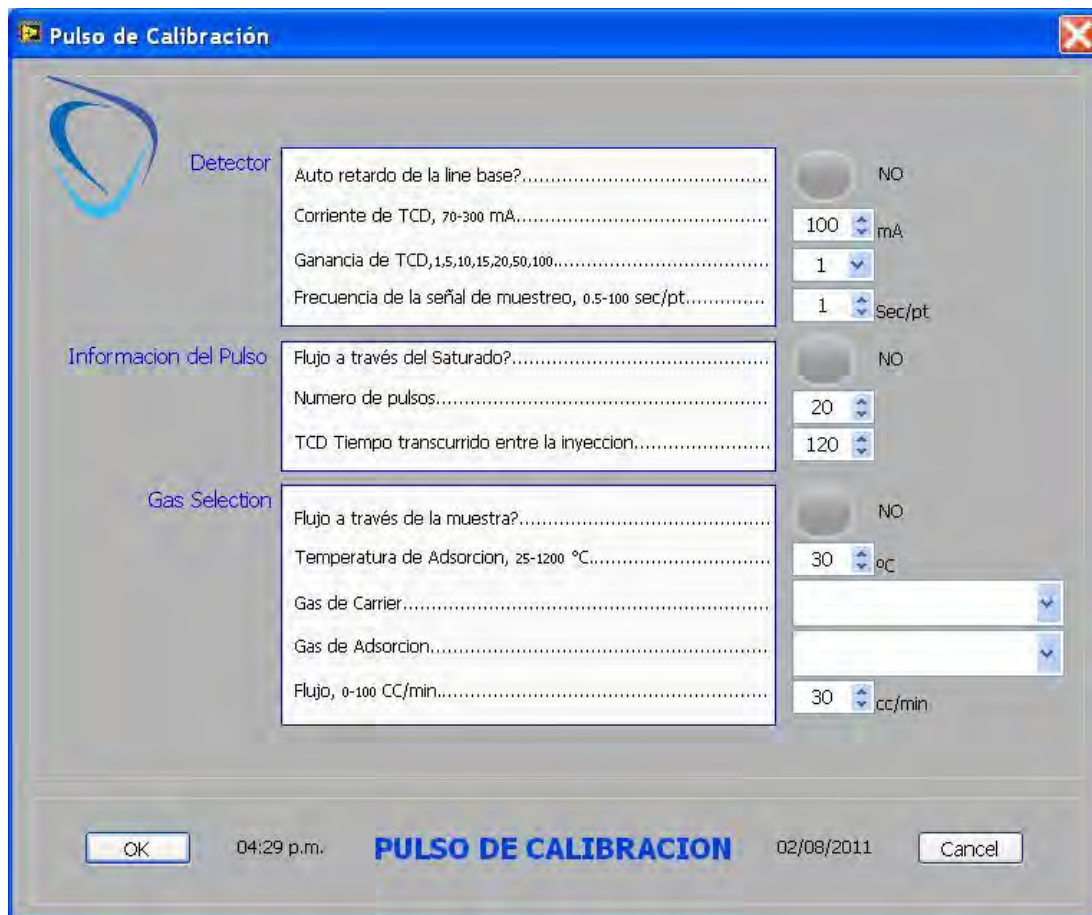 Pulso de Calibración
Detector
Auto retardo de la line base?........................................... NO
Corriente de TCD, 70-300 mA............................................ 100 mA
Ganancia de TCD,1,5,10,15,20,50,100..................................... 1
Frecuencia de la señal de muestreo, 0.5-100 sec/pt.............. 1 Sec/pt
Informacion del Pulso
Flujo a través del Saturado?............................................. NO
Numero de pulsos........................................................... 20
TCD Tiempo transcurrido entre la inyeccion........................ 120
Gas Selection
Flujo a través de la muestra?............................................ NO
Temperatura de Adsorcion, 25-1200 °C............................... 30 ºC
Gas de Carrier................................................................
Gas de Adsorcion............................................................
Flujo, 0-100 CC/min.......................................................... 30 cc/min
OK 04:29 p.m. PULSO DE CALIBRACION 02/08/2011 Cancel